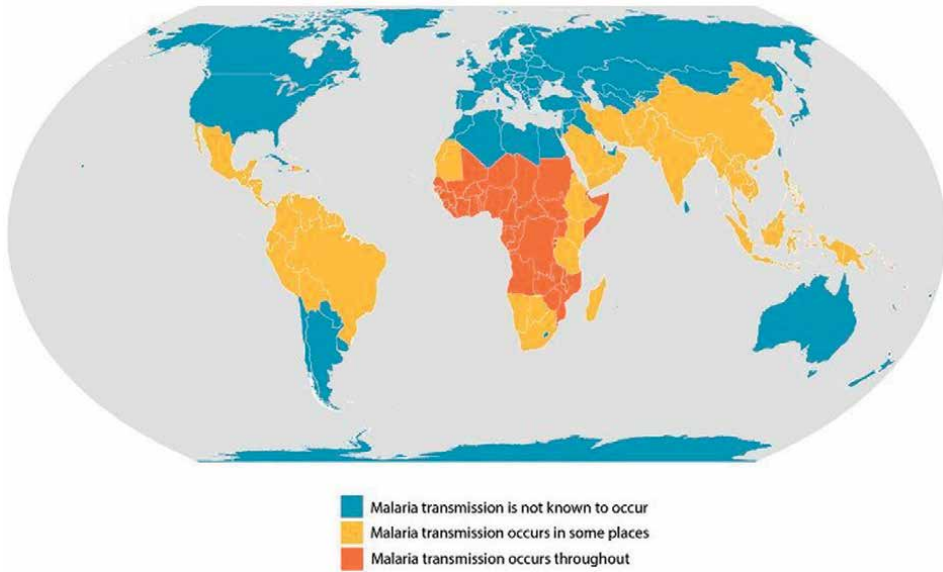 Malaria transmission is not known to occur
Malaria transmission occurs in some places
Malaria transmission occurs throughout